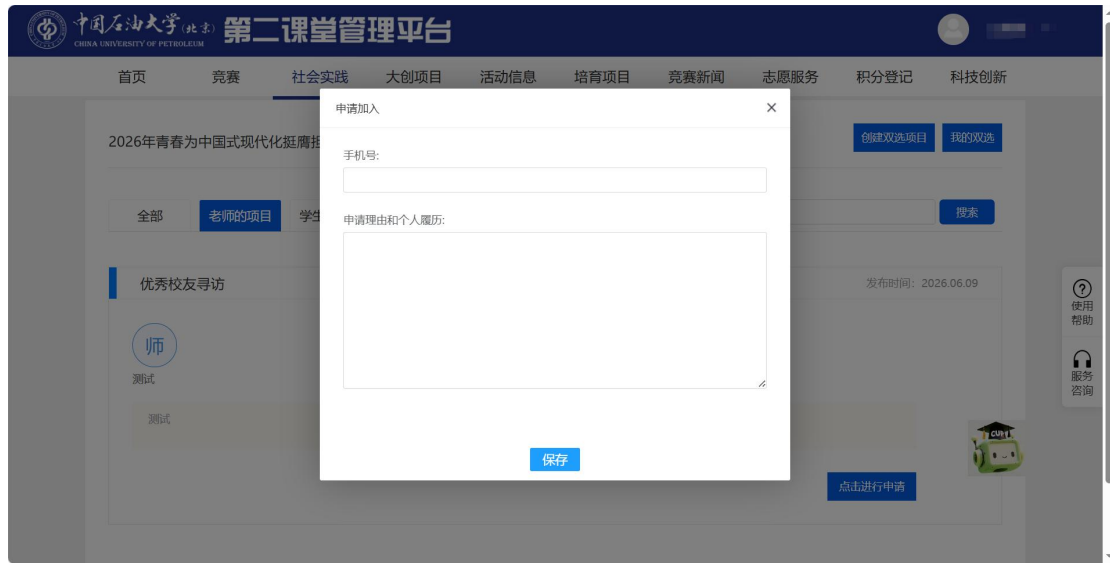 中国石油大学(北京) 第二课堂管理平台
CHINA UNIVERSITY OF PETROLEUM
首页 竞赛 社会实践 大创项目 活动信息 培育项目 竞赛新闻 志愿服务 积分登记 科技创新
申请加入
2026年青春为中国式现代化挺膺担
创建双选项目 我的双选
手机号:
全部 老师的项目 学生
搜索
申请理由和个人履历:
优秀校友寻访
发布时间：2026.06.09
使用
帮助
师
测试
服务
咨询
测试
CUP
保存
点击进行申请